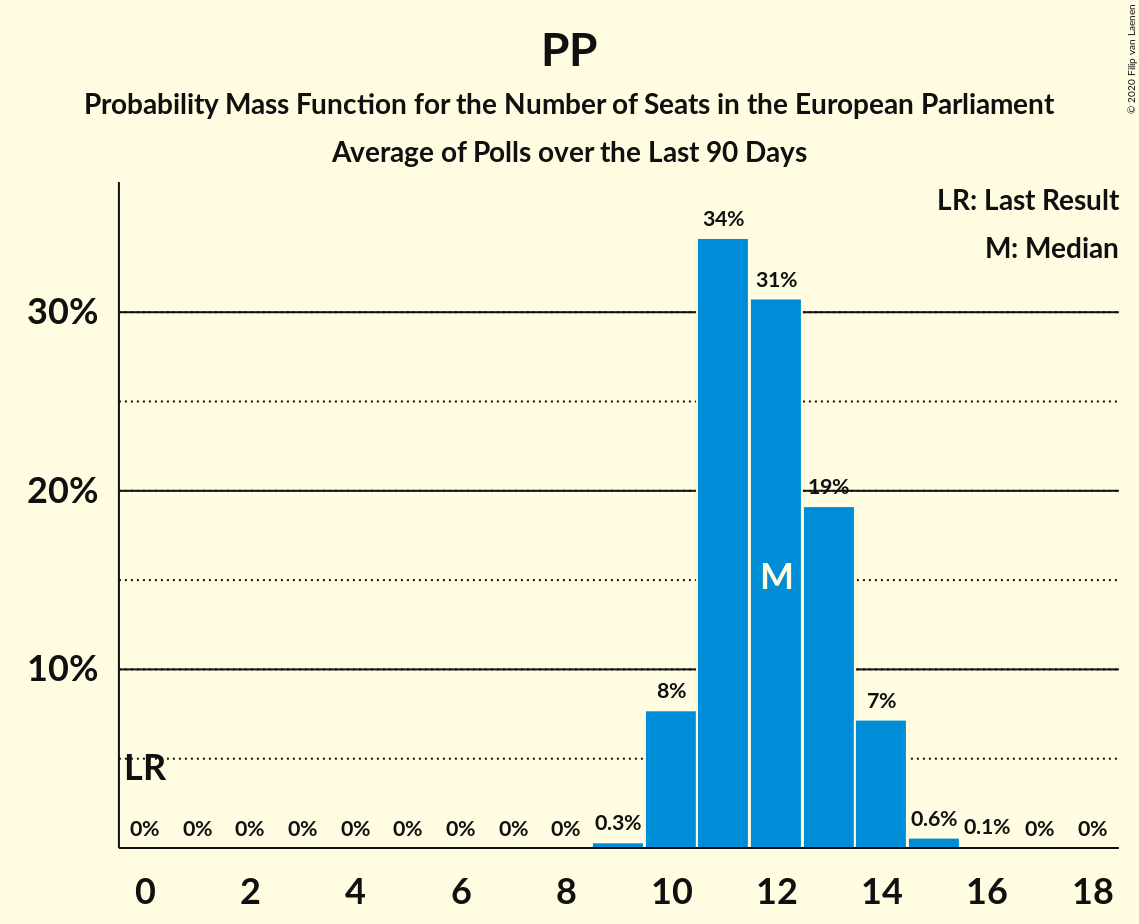 PP
Probability Mass Function for the Number of Seats in the European Parliament
Average of Polls over the Last 90 Days
© 2020 Filip van Laenen
LR: Last Result
M: Median
34%
31%
30%
20%
19%
M
10%
8%
7%
LR
0% 0% 0% 0% 0% 0% 0% 0% 0% 0.3% 0.6% 0.1% 0% 0%
0 2 4 6 8 10 12 14 16 18